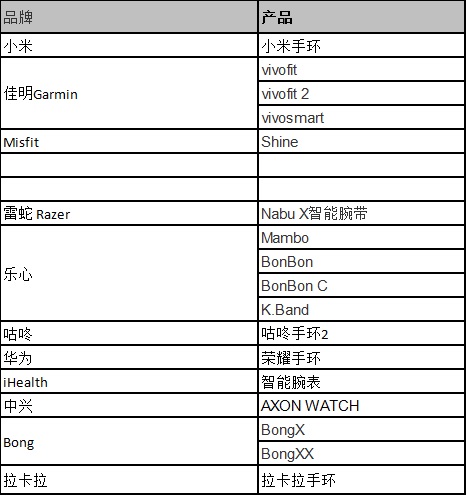 品牌 产品
小米 小米手环
佳明Garmin vivofit
vivofit 2
vivosmart
Misfit Shine
雷蛇 Razer Nabu X智能腕带
乐心 Mambo
BonBon
BonBon C
K.Band
咕咚 咕咚手环2
华为 荣耀手环
iHealth 智能腕表
中兴 AXON WATCH
Bong BongX
BongXX
拉卡拉 拉卡拉手环